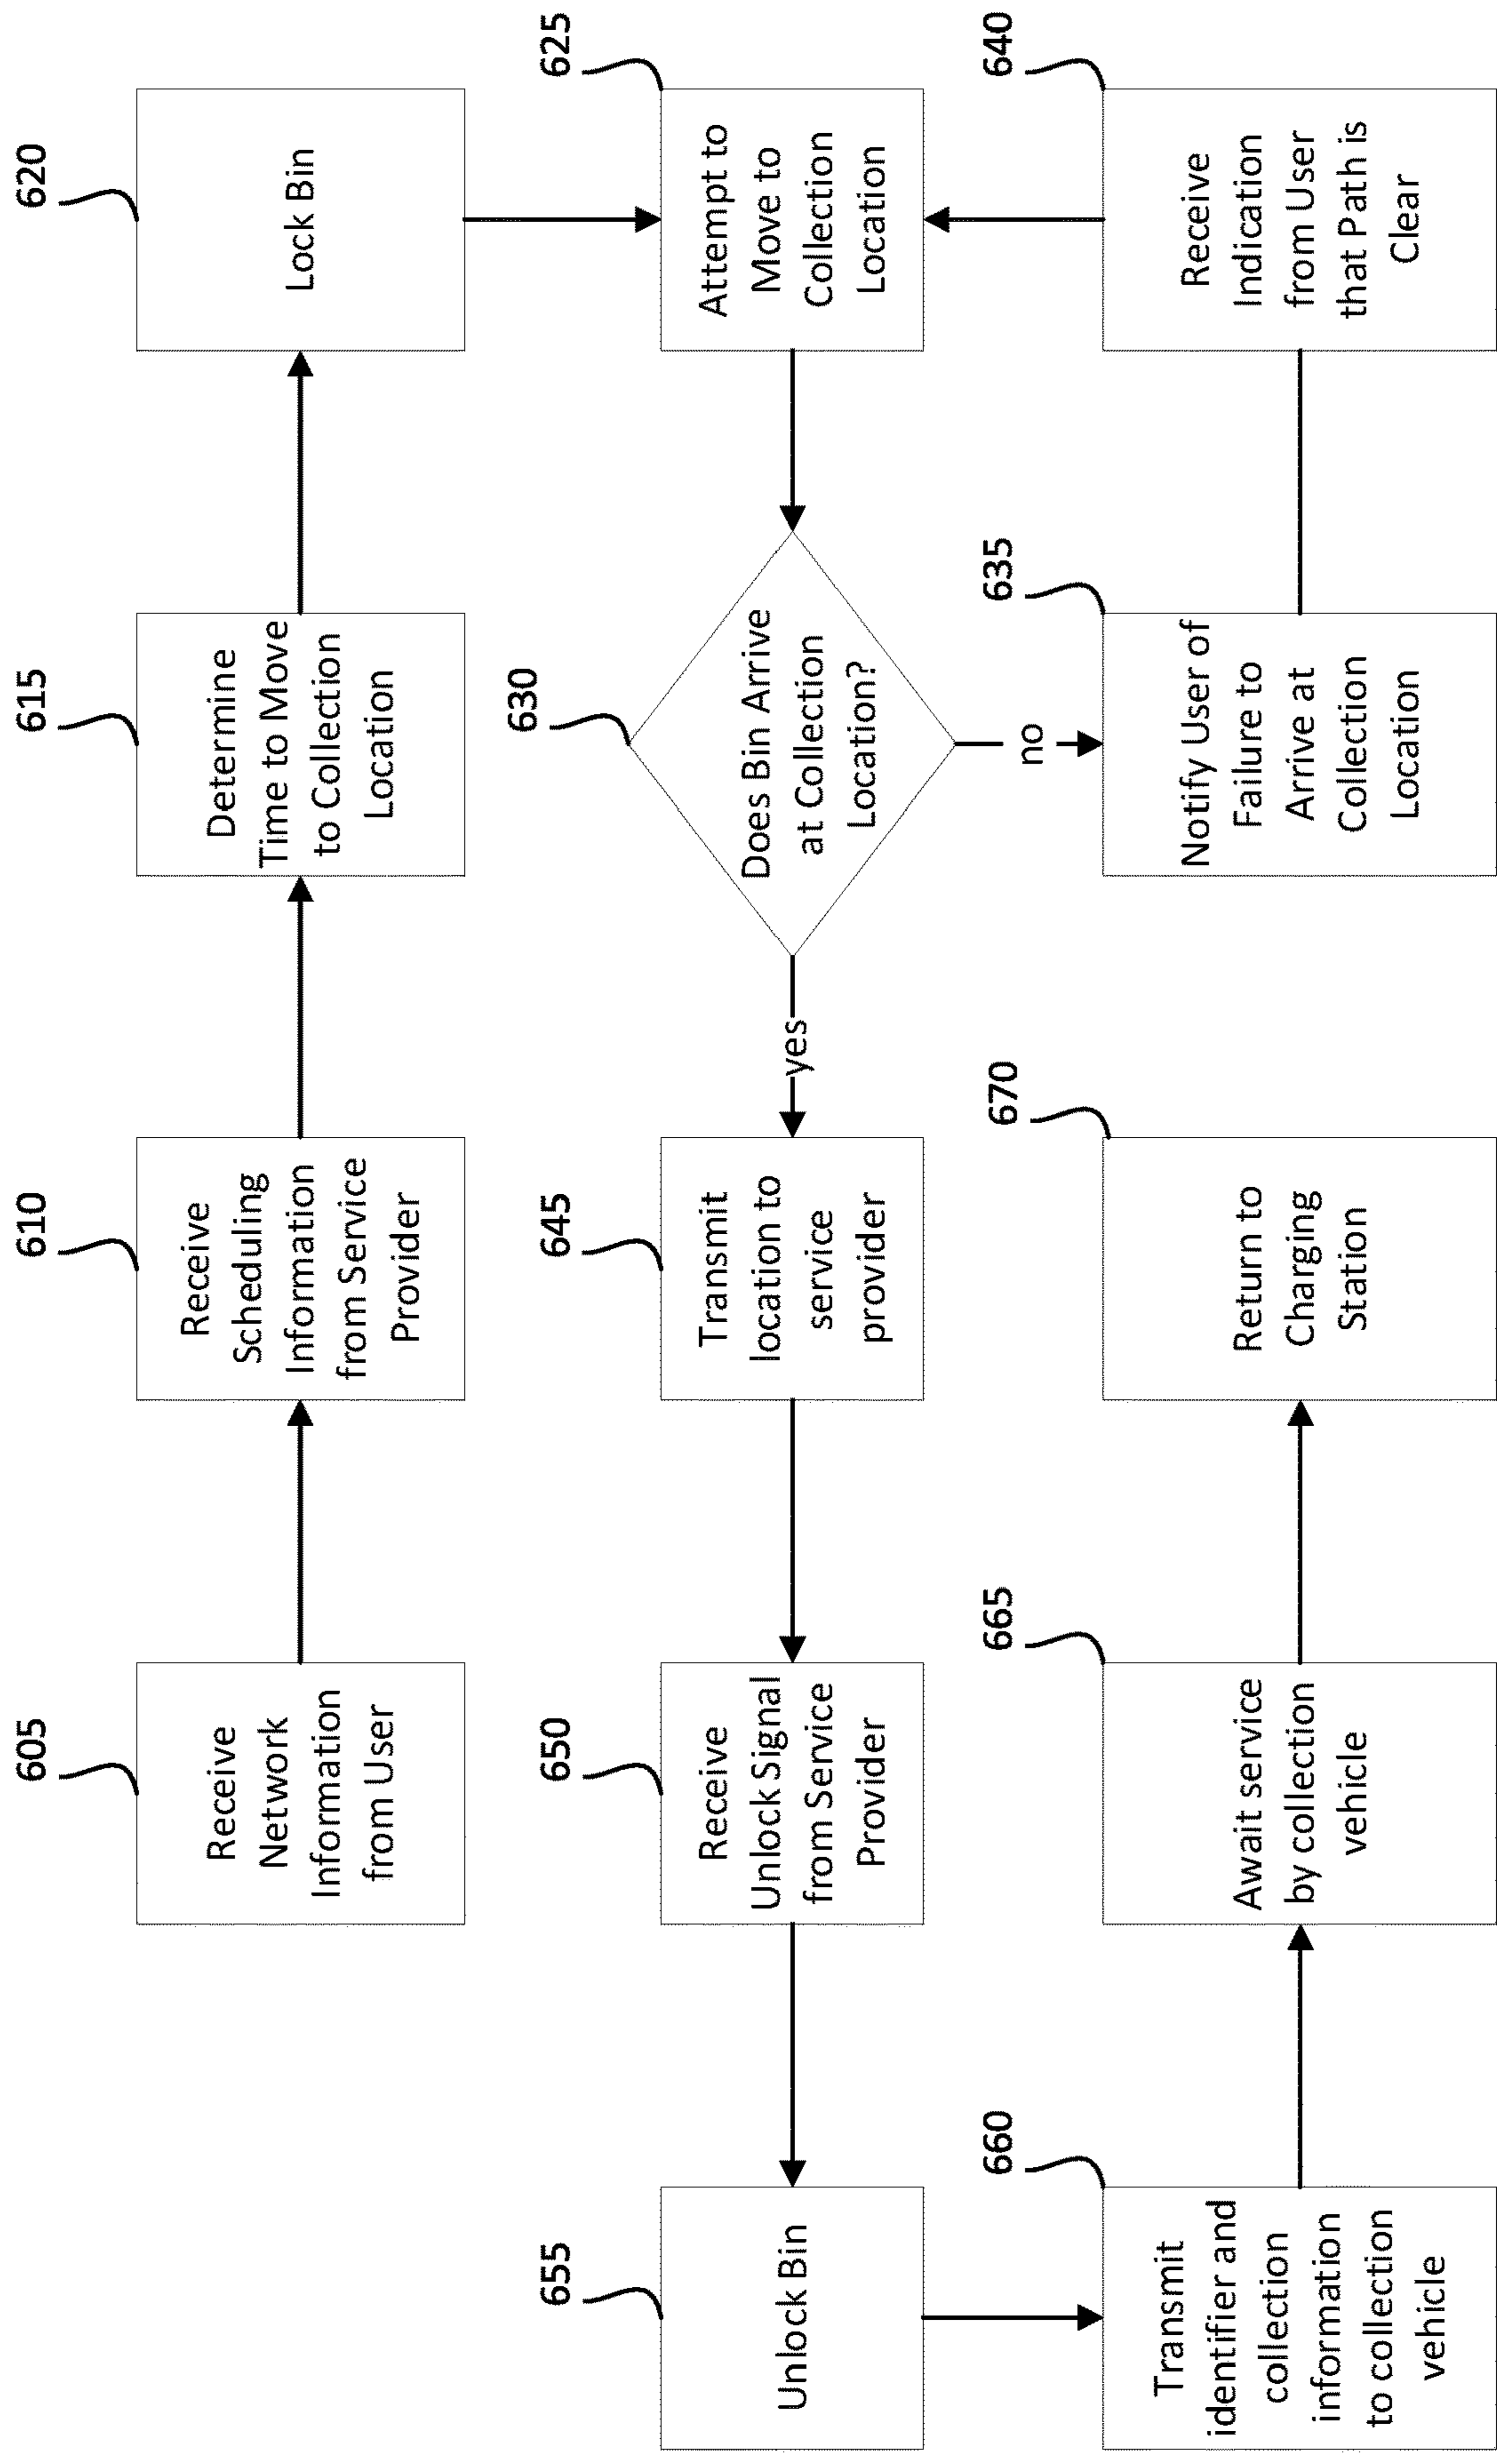 605
Receive
Network
Information
from User
610
Receive
Scheduling
Information
from Service
Provider
615
Determine
Time to Move
to Collection
Location
620
Lock Bin
655
Unlock Bin
650
Receive
Unlock Signal
from Service
Provider
645
Transmit
location to
service
provider
yes
630
Does Bin Arrive
at Collection
Location?
no
625
Attempt to
Move to
Collection
Location
660
Transmit
identifier and
collection
information
to collection
vehicle
665
Await service
by collection
vehicle
670
Return to
Charging
Station
635
Notify User of
Failure to
Arrive at
Collection
Location
640
Receive
Indication
from User
that Path is
Clear